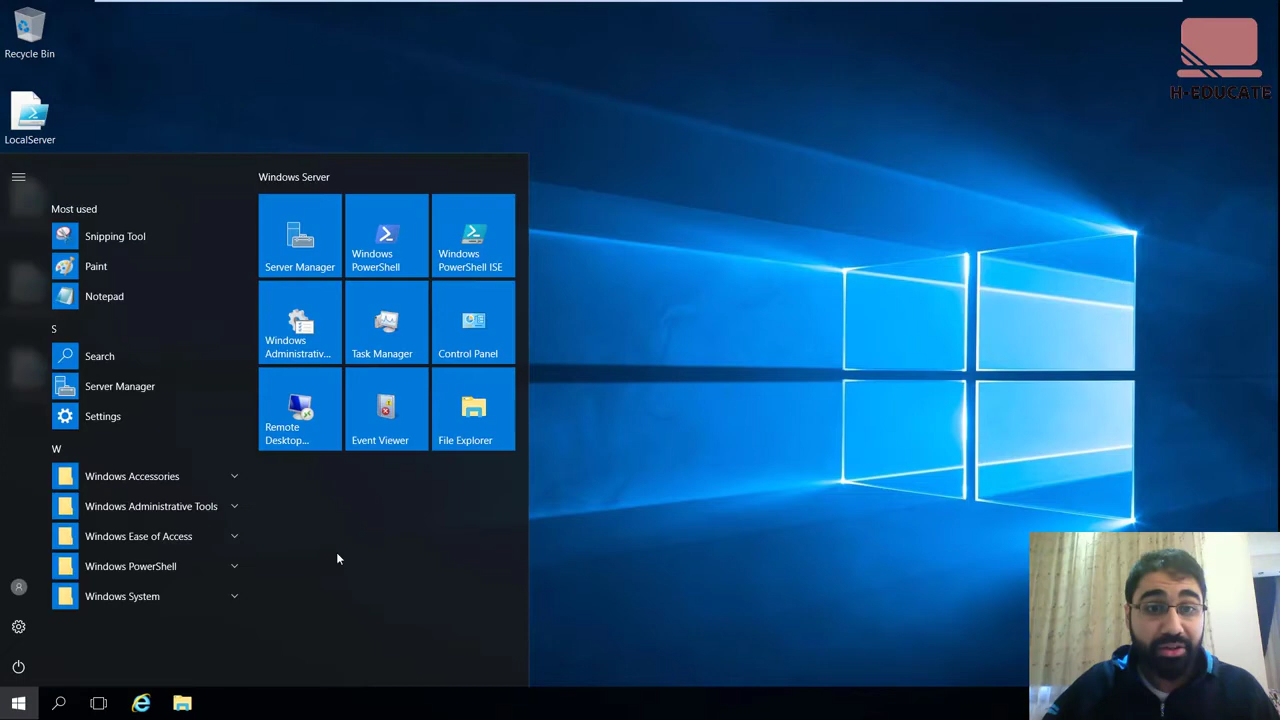 Recycle Bin
LocalServer
H-EDUCATE
Most used
Snipping Tool
Paint
Notepad
S
Search
Server Manager
Settings
W
Windows Accessories
Windows Administrative Tools
Windows Ease of Access
Windows PowerShell
Windows System
Windows Server
Server Manager
Windows
PowerShell
Windows
PowerShell ISE
Windows
Administrativ...
Task Manager
Control Panel
Remote
Desktop...
Event Viewer
File Explorer